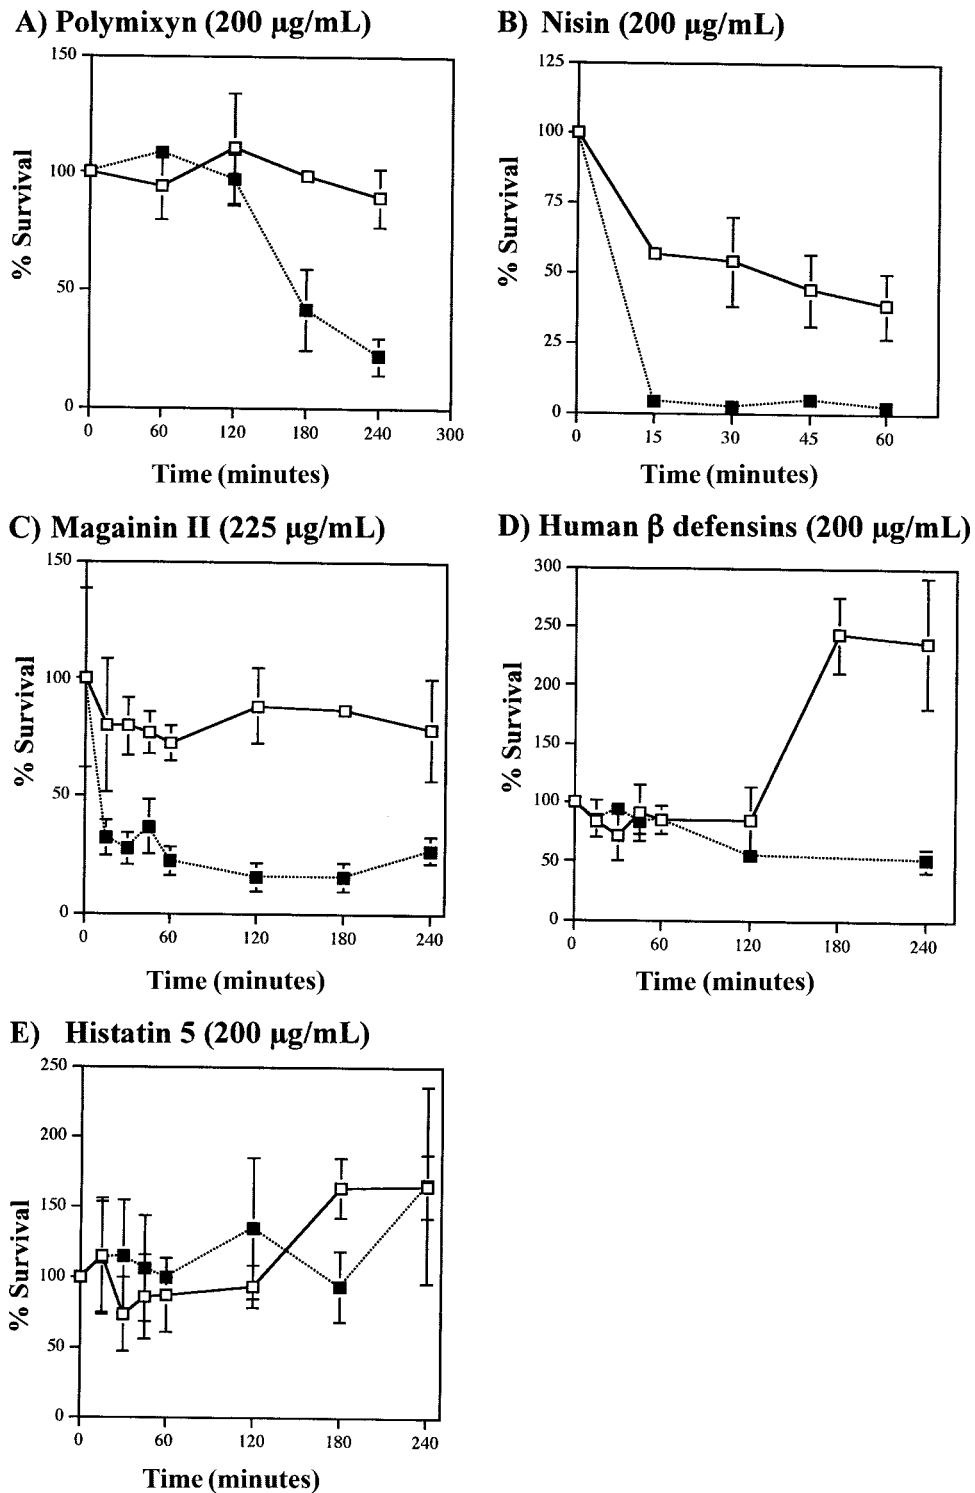 A) Polymixyn (200 µg/mL)
150
100
50
0
% Survival
0 60 120 180 240 300
Time (minutes)
B) Nisin (200 µg/mL)
125
100
75
50
25
0
% Survival
0 15 30 45 60
Time (minutes)
C) Magainin II (225 µg/mL)
150
100
50
0
% Survival
0 60 120 180 240
Time (minutes)
D) Human β defensins (200 µg/mL)
300
250
200
150
100
50
0
% Survival
0 60 120 180 240
Time (minutes)
E) Histatin 5 (200 µg/mL)
250
200
150
100
50
0
% Survival
0 60 120 180 240
Time (minutes)